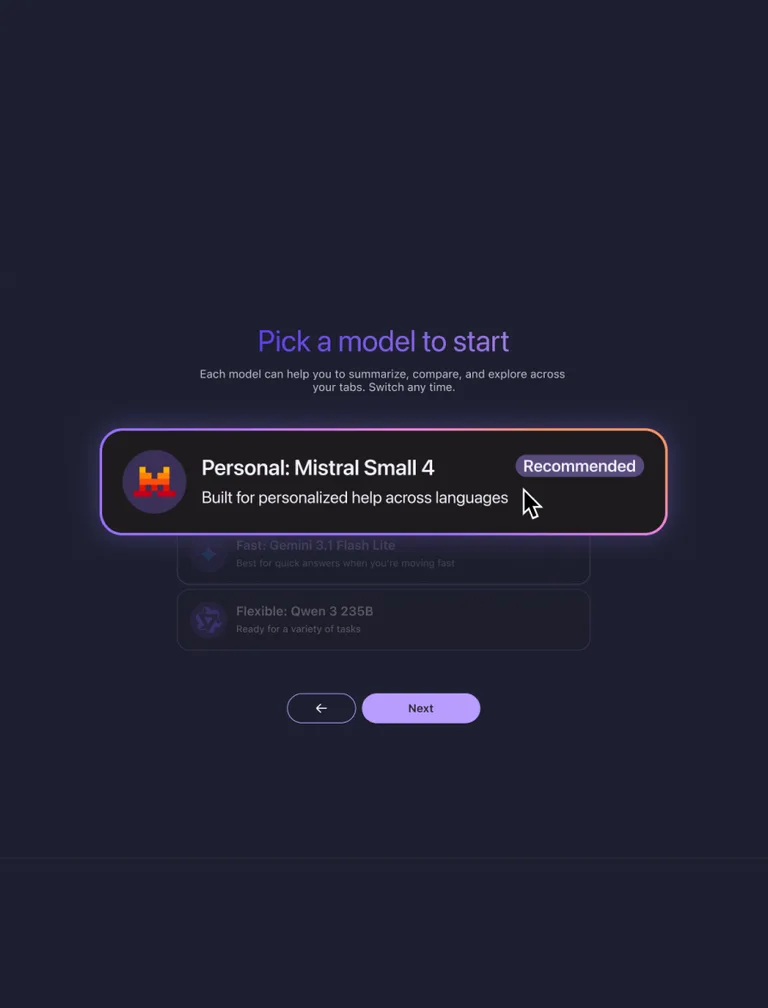 Pick a model to start
Each model can help you to summarize, compare, and explore across
your tabs. Switch any time.
Personal: Mistral Small 4
Recommended
Built for personalized help across languages
Fast: Gemini 3.1 Flash Lite
Best for quick answers when you're moving fast
Flexible: Qwen 3 235B
Ready for a variety of tasks
Next